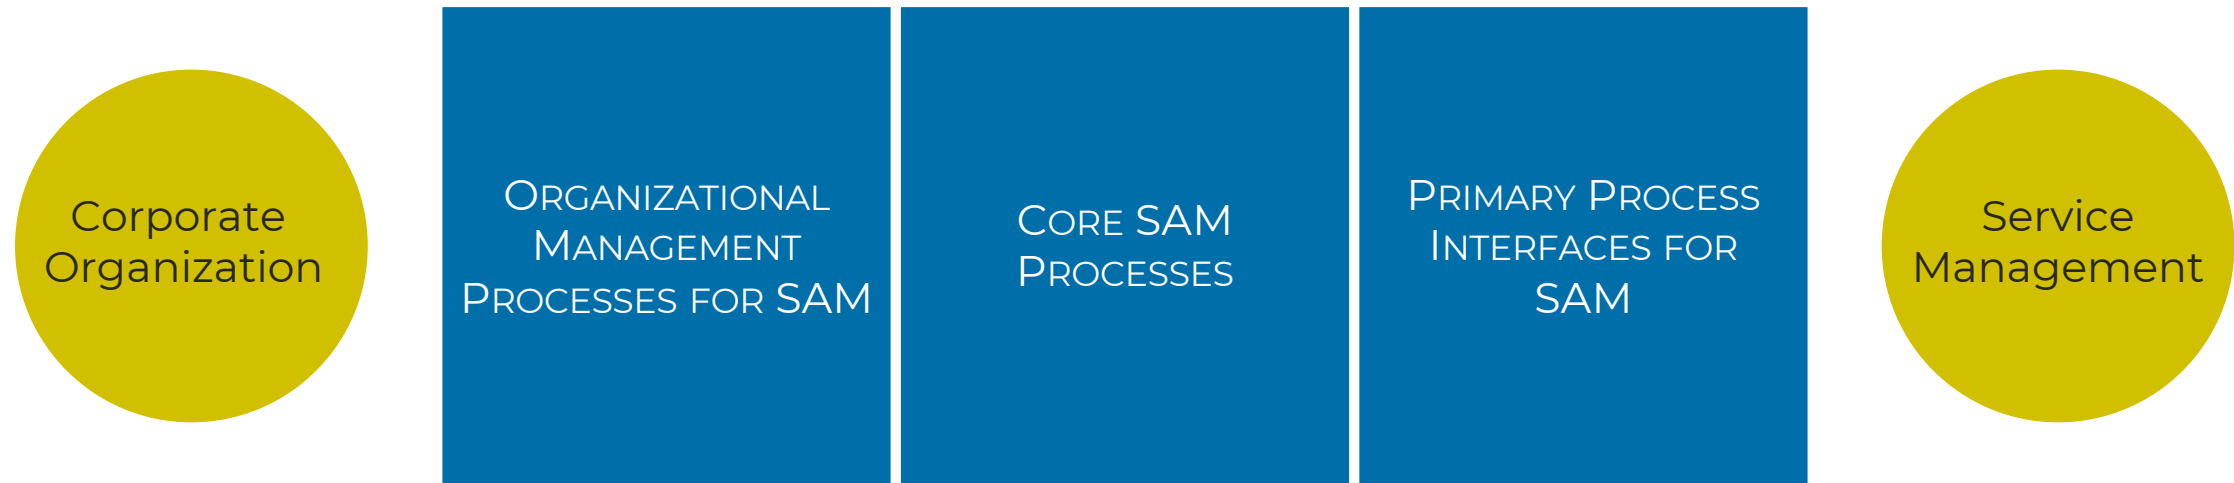 Corporate
Organization
Organizational
Management
Processes for SAM
Core SAM
Processes
Primary Process
Interfaces for
SAM
Service
Management